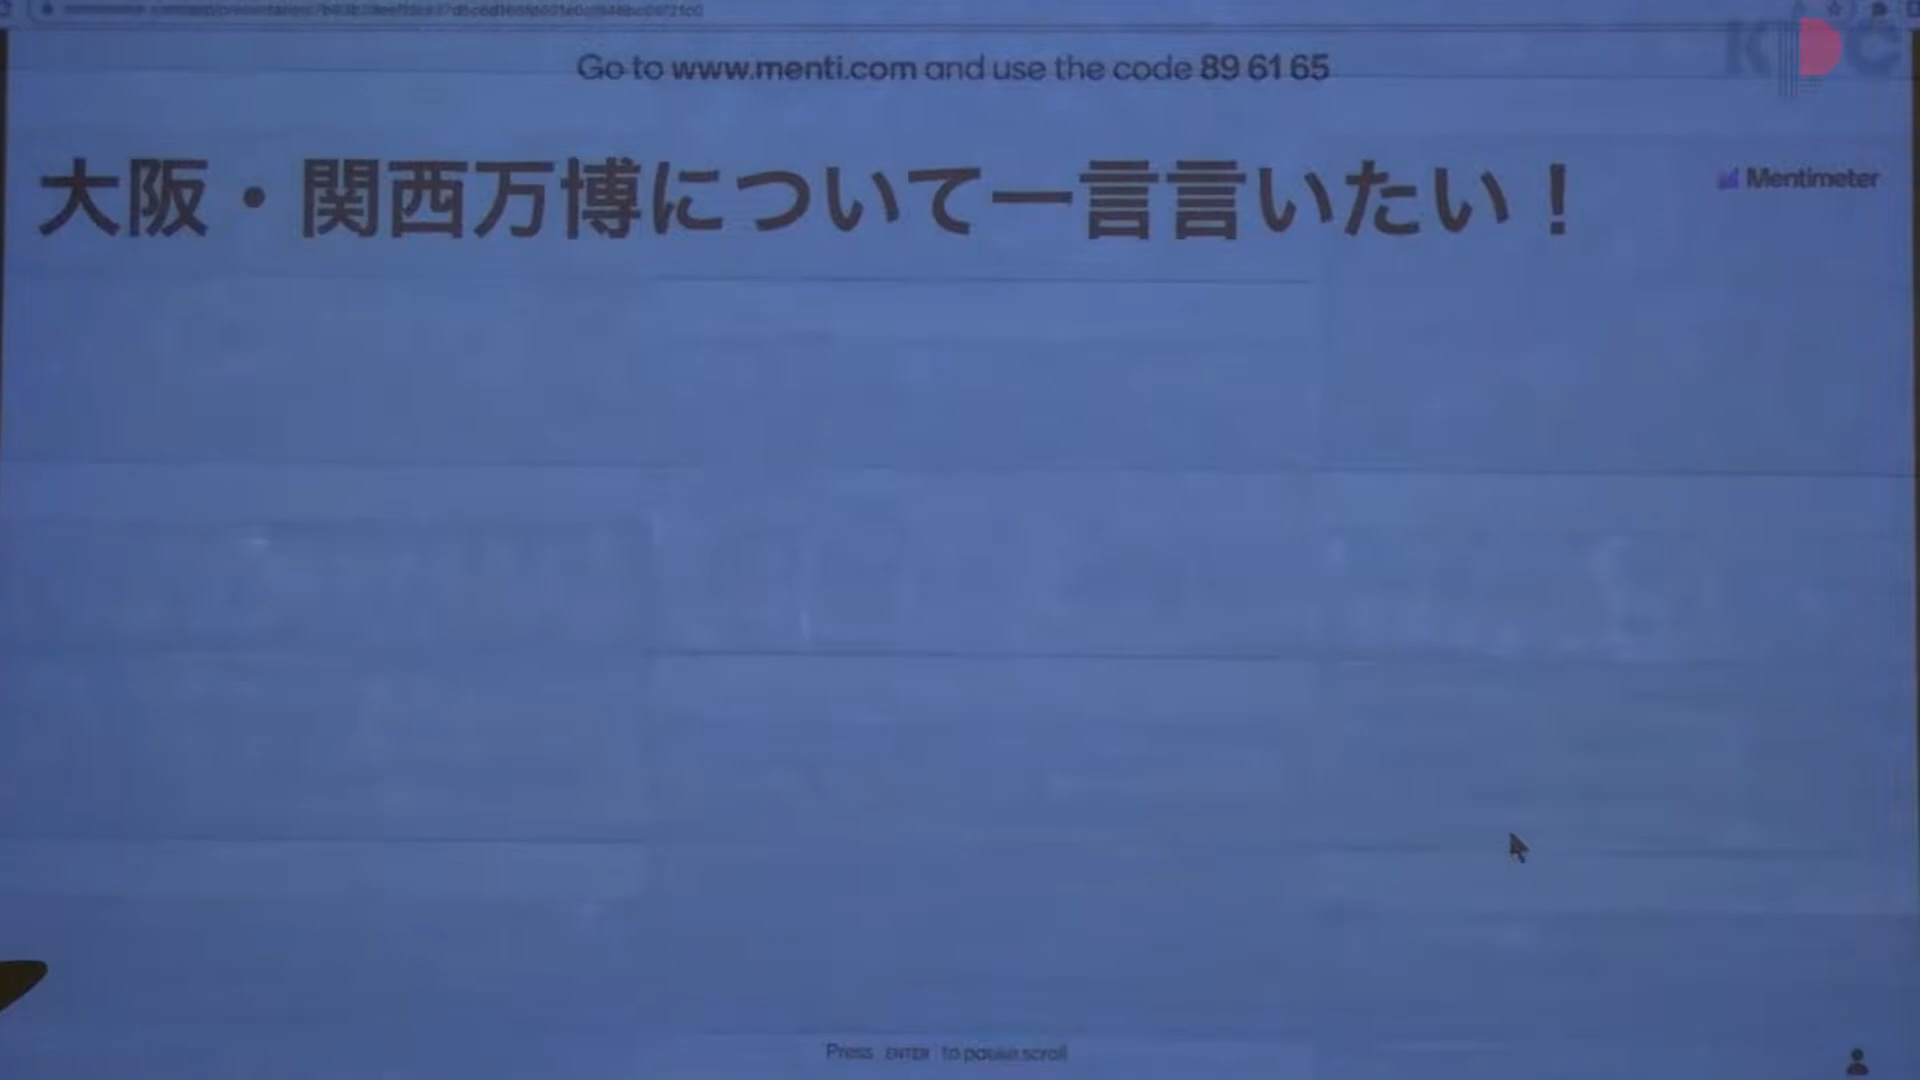 Go to www.menti.com and use the code 89 61 65
大阪・関西万博について一言言いたい！
Mentimeter
Press ENTER to pause scroll